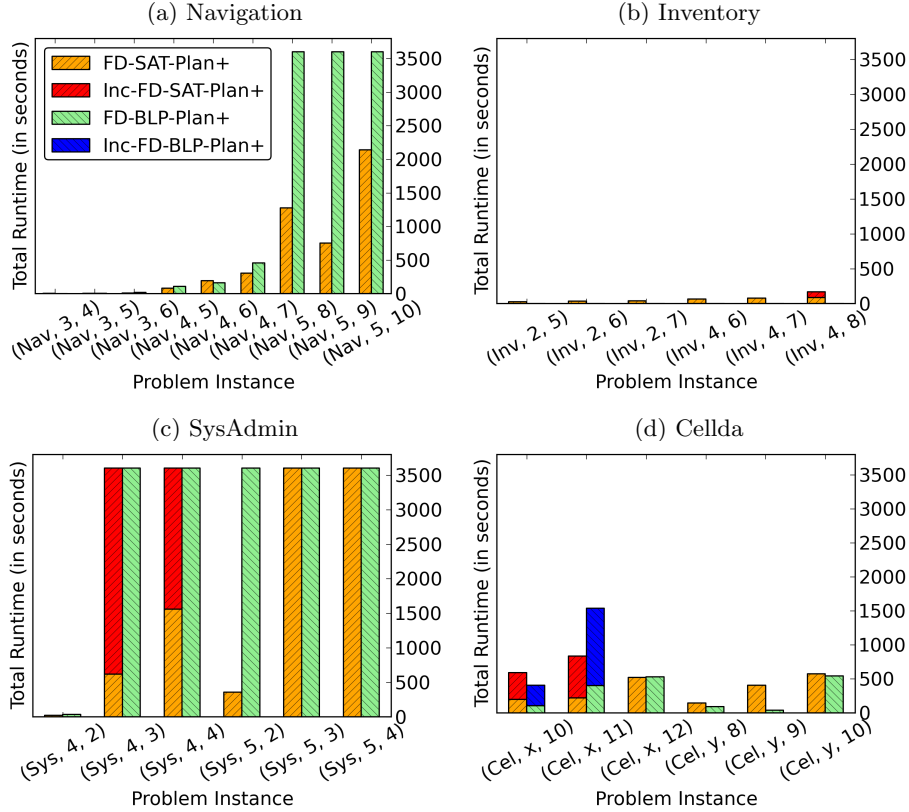 (a) Navigation
Total Runtime (in seconds)
FD-SAT-Plan+
Inc-FD-SAT-Plan+
FD-BLP-Plan+
Inc-FD-BLP-Plan+
3500
3000
2500
2000
1500
1000
500
0
(Nav, 3, 4)
(Nav, 3, 5)
(Nav, 3, 6)
(Nav, 4, 5)
(Nav, 4, 6)
(Nav, 4, 7)
(Nav, 5, 8)
(Nav, 5, 9)
(Nav, 5, 10)
Problem Instance
(b) Inventory
Total Runtime (in seconds)
3500
3000
2500
2000
1500
1000
500
0
(Inv, 2, 5)
(Inv, 2, 6)
(Inv, 2, 7)
(Inv, 4, 6)
(Inv, 4, 7)
(Inv, 4, 8)
Problem Instance
(c) SysAdmin
Total Runtime (in seconds)
3500
3000
2500
2000
1500
1000
500
0
(Sys, 4, 2)
(Sys, 4, 3)
(Sys, 4, 4)
(Sys, 5, 2)
(Sys, 5, 3)
(Sys, 5, 4)
Problem Instance
(d) Cellda
Total Runtime (in seconds)
3500
3000
2500
2000
1500
1000
500
0
(Cel, x, 10)
(Cel, x, 11)
(Cel, x, 12)
(Cel, y, 8)
(Cel, y, 9)
(Cel, y, 10)
Problem Instance